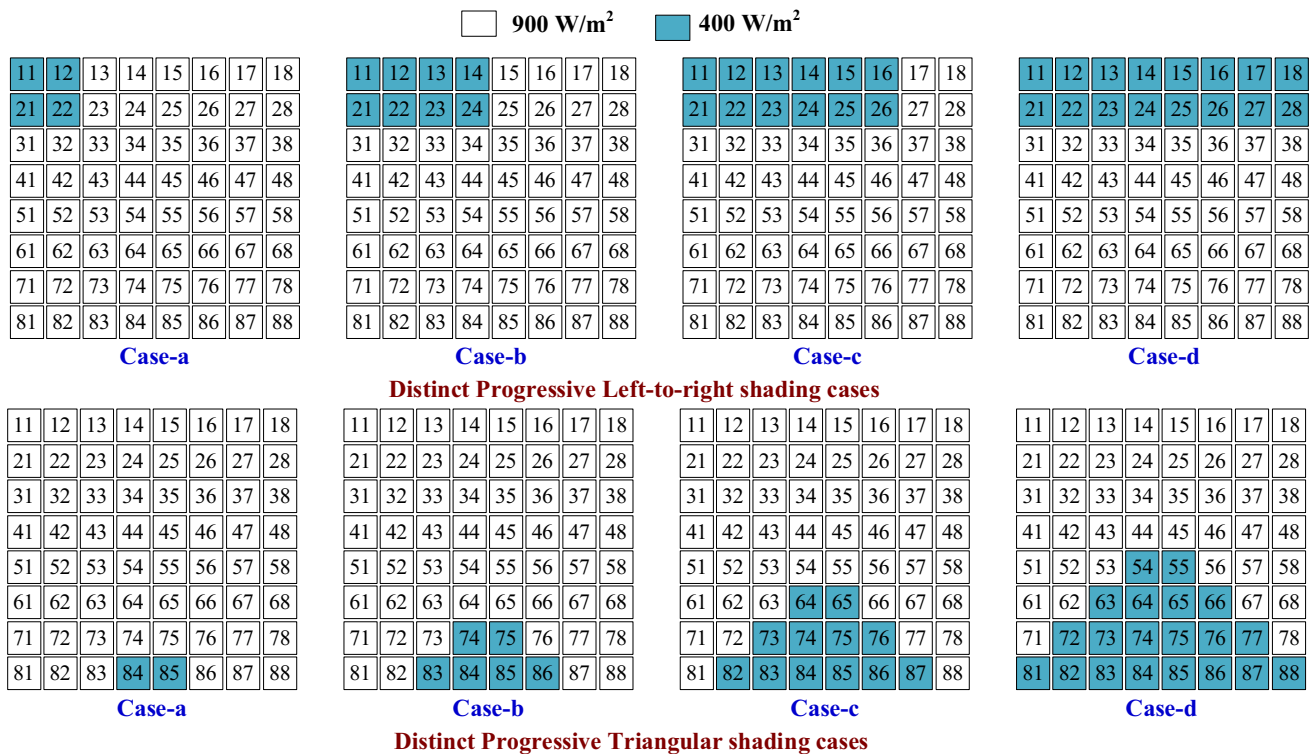 900 W/m² 400 W/m²
11 12 13 14 15 16 17 18 11 12 13 14 15 16 17 18 11 12 13 14 15 16 17 18 11 12 13 14 15 16 17 18
21 22 23 24 25 26 27 28 21 22 23 24 25 26 27 28 21 22 23 24 25 26 27 28 21 22 23 24 25 26 27 28
31 32 33 34 35 36 37 38 31 32 33 34 35 36 37 38 31 32 33 34 35 36 37 38 31 32 33 34 35 36 37 38
41 42 43 44 45 46 47 48 41 42 43 44 45 46 47 48 41 42 43 44 45 46 47 48 41 42 43 44 45 46 47 48
51 52 53 54 55 56 57 58 51 52 53 54 55 56 57 58 51 52 53 54 55 56 57 58 51 52 53 54 55 56 57 58
61 62 63 64 65 66 67 68 61 62 63 64 65 66 67 68 61 62 63 64 65 66 67 68 61 62 63 64 65 66 67 68
71 72 73 74 75 76 77 78 71 72 73 74 75 76 77 78 71 72 73 74 75 76 77 78 71 72 73 74 75 76 77 78
81 82 83 84 85 86 87 88 81 82 83 84 85 86 87 88 81 82 83 84 85 86 87 88 81 82 83 84 85 86 87 88
Case-a Case-b Case-c Case-d
Distinct Progressive Left-to-right shading cases
11 12 13 14 15 16 17 18 11 12 13 14 15 16 17 18 11 12 13 14 15 16 17 18 11 12 13 14 15 16 17 18
21 22 23 24 25 26 27 28 21 22 23 24 25 26 27 28 21 22 23 24 25 26 27 28 21 22 23 24 25 26 27 28
31 32 33 34 35 36 37 38 31 32 33 34 35 36 37 38 31 32 33 34 35 36 37 38 31 32 33 34 35 36 37 38
41 42 43 44 45 46 47 48 41 42 43 44 45 46 47 48 41 42 43 44 45 46 47 48 41 42 43 44 45 46 47 48
51 52 53 54 55 56 57 58 51 52 53 54 55 56 57 58 51 52 53 54 55 56 57 58 51 52 53 54 55 56 57 58
61 62 63 64 65 66 67 68 61 62 63 64 65 66 67 68 61 62 63 64 65 66 67 68 61 62 63 64 65 66 67 68
71 72 73 74 75 76 77 78 71 72 73 74 75 76 77 78 71 72 73 74 75 76 77 78 71 72 73 74 75 76 77 78
81 82 83 84 85 86 87 88 81 82 83 84 85 86 87 88 81 82 83 84 85 86 87 88 81 82 83 84 85 86 87 88
Case-a Case-b Case-c Case-d
Distinct Progressive Triangular shading cases